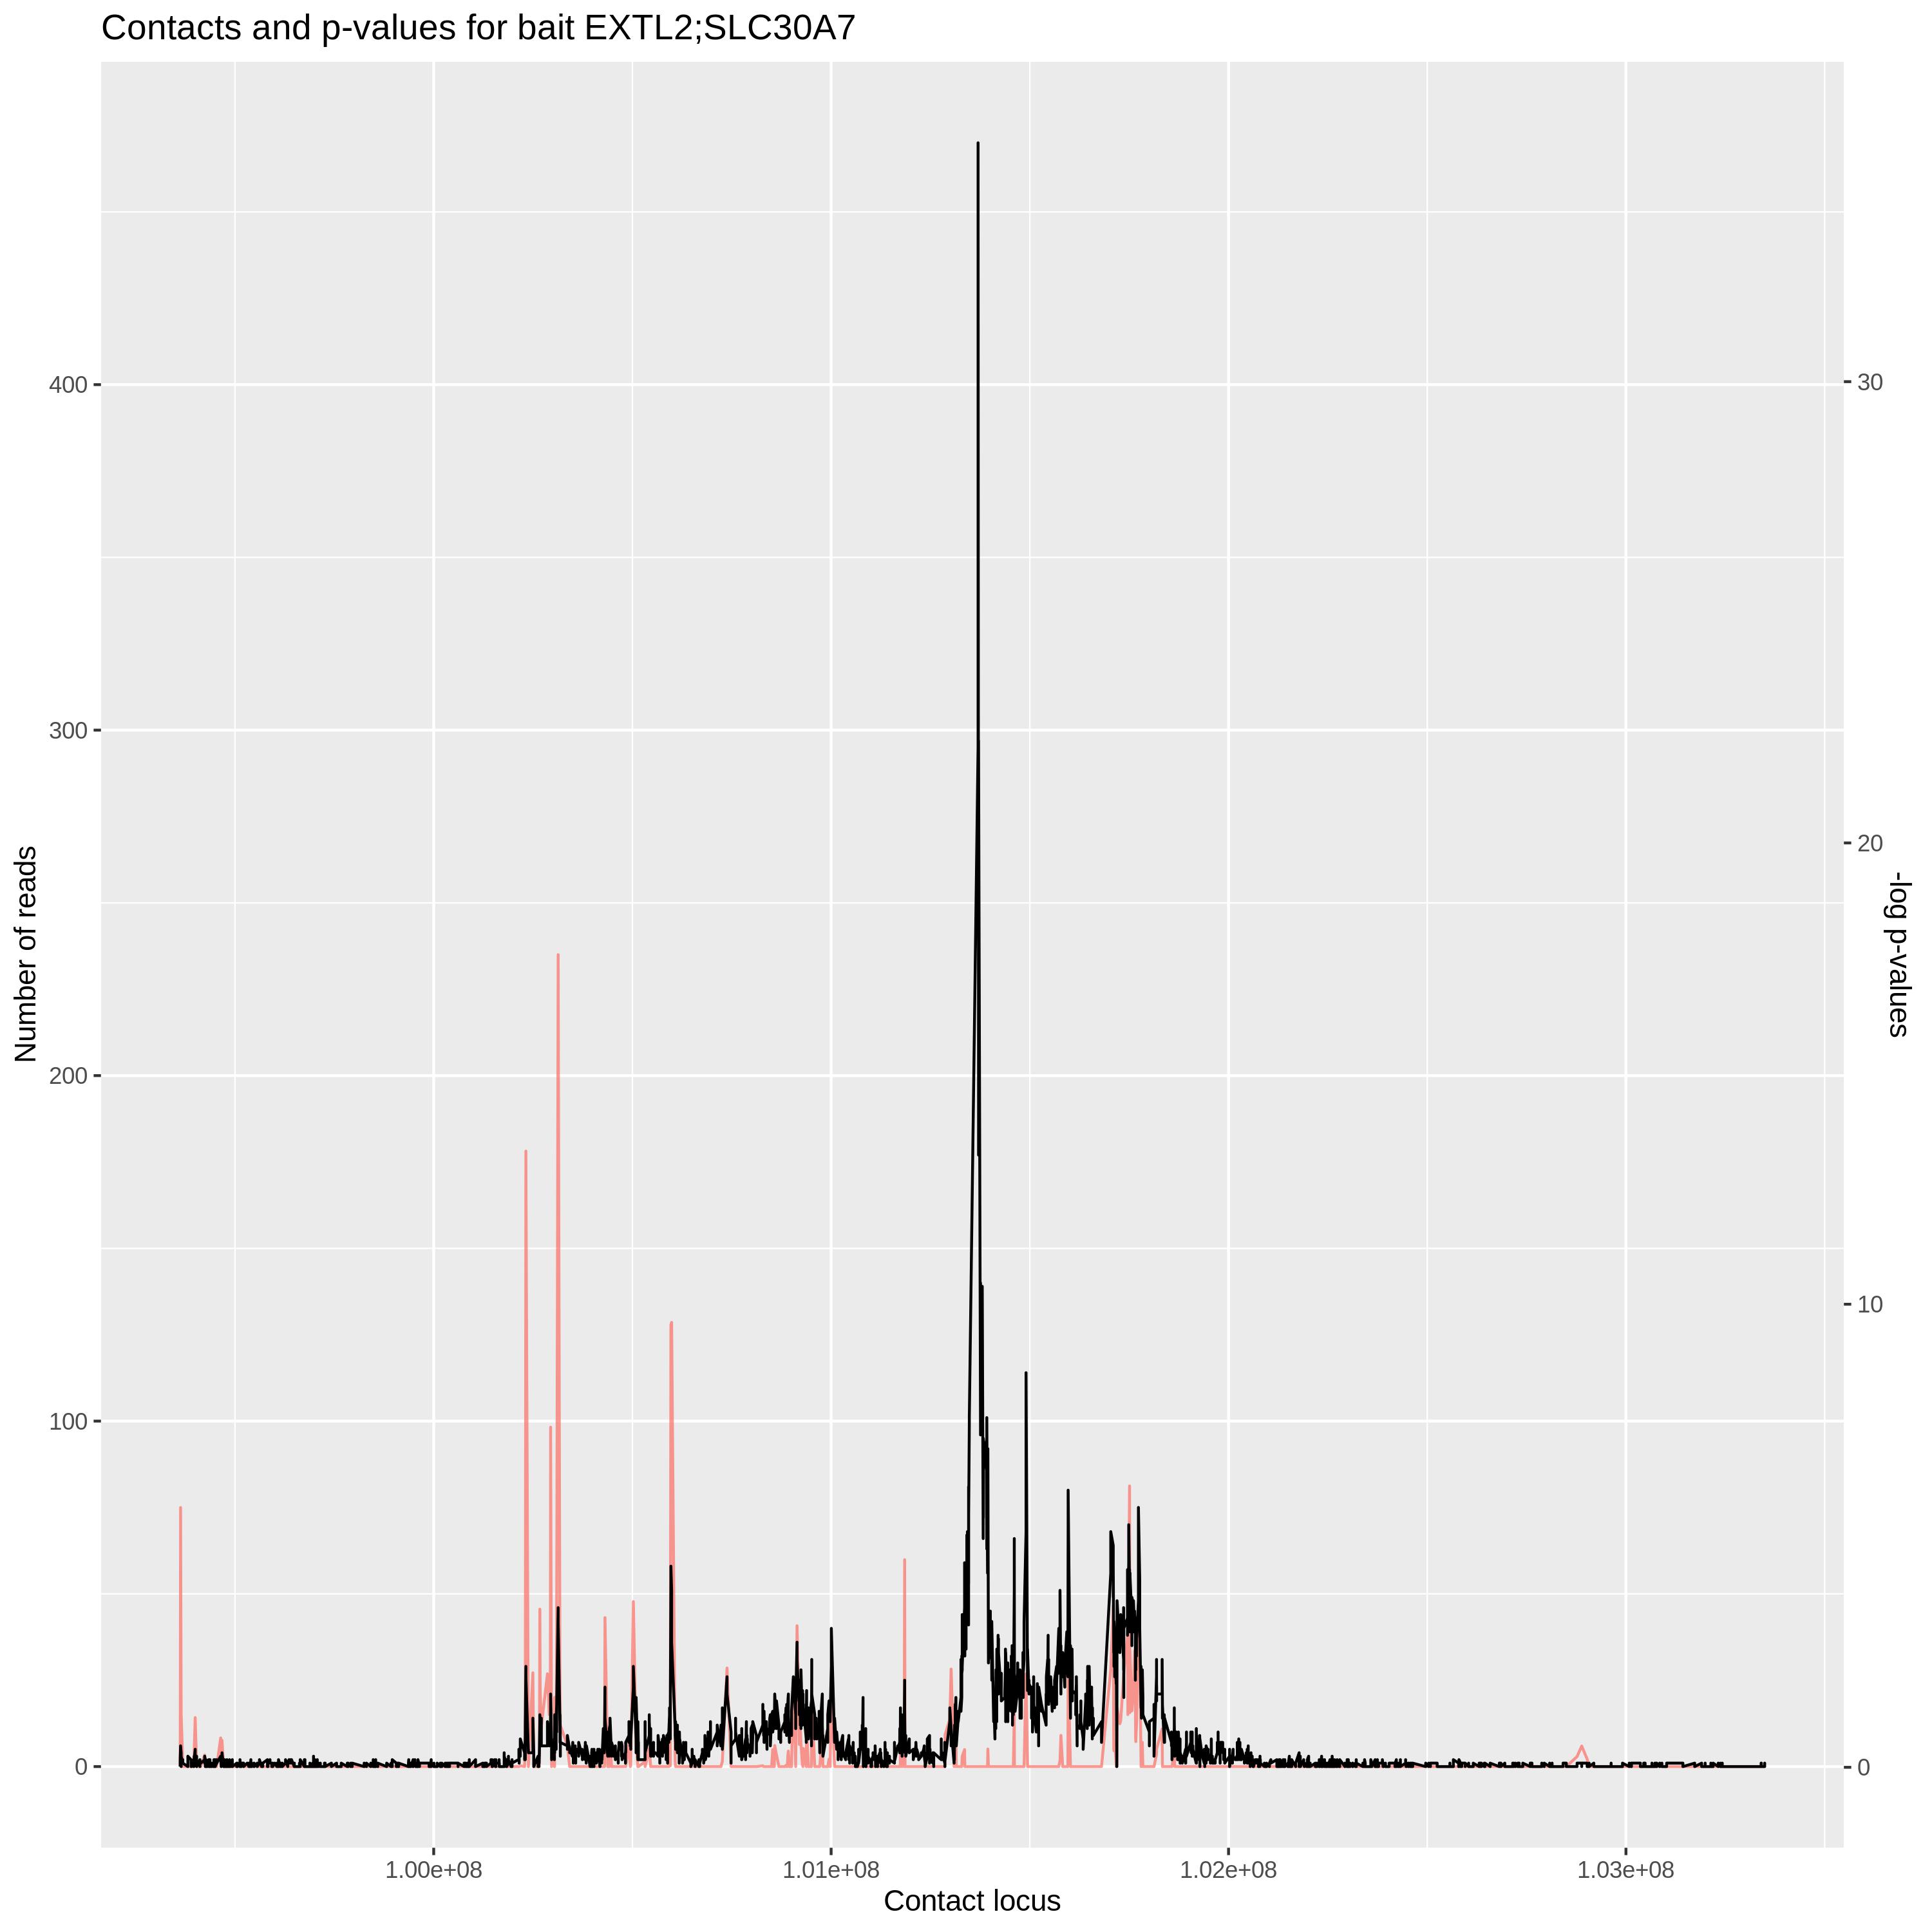 Contacts and p-values for bait EXTL2;SLC30A7
Number of reads
400
300
200
100
0
30
20
10
0
-log p-values
1.00e+08
1.01e+08
1.02e+08
1.03e+08
Contact locus